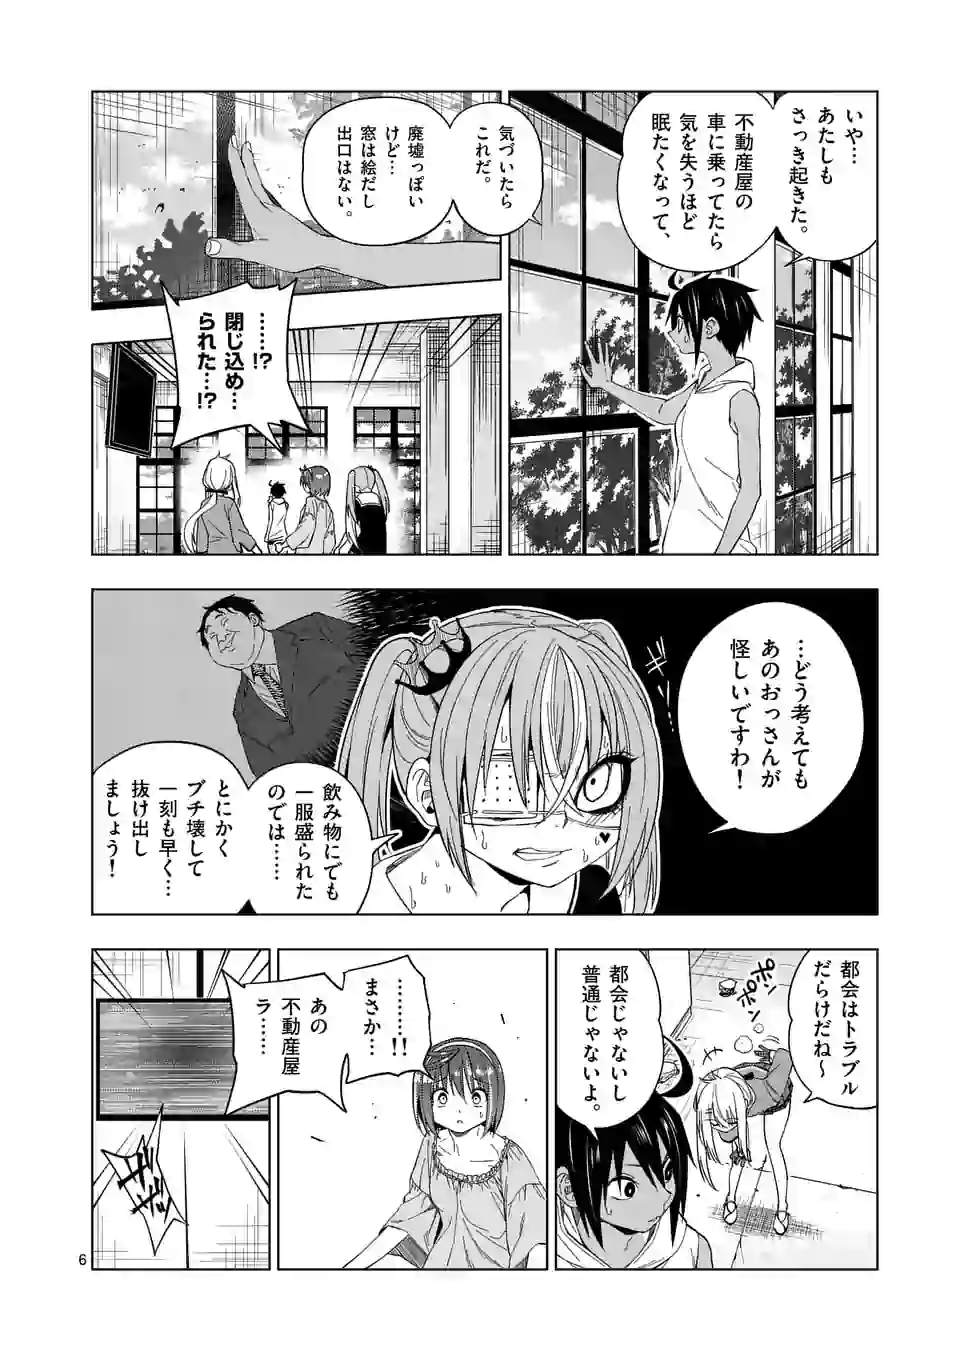 いや…
あたしも
さっき起きた。
不動産屋の
車に乗ってたら
気を失うほど
眠たくなって、
気づいたら
これだ。
廃墟っぽい
けど…
窓は絵だし
出口はない。
……!?
閉じ込め…
られた…!?
…どう考えても
あのおっさんが
怪しいですわ！
飲み物にでも
一服盛られた
のでは……
とにかく
ブチ壊して
一刻も早く…
抜け出し
ましょう！
都会はトラブル
だらけだね〜
都会じゃないし
普通じゃないよ。
………!!
まさか…
あの
不動産屋
ラ……
6